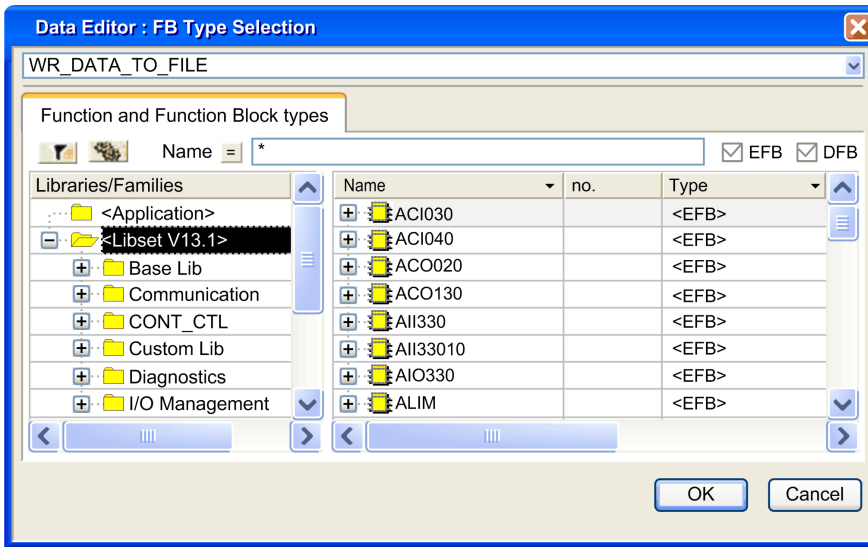 Data Editor : FB Type Selection
WR_DATA_TO_FILE
Function and Function Block types
Name = * EFB DFB
Libraries/Families Name no. Type
<Application> ACI030 <EFB>
<Libset V13.1> ACI040 <EFB>
Base Lib ACO020 <EFB>
Communication ACO130 <EFB>
CONT_CTL AII330 <EFB>
Custom Lib AII33010 <EFB>
Diagnostics AIO330 <EFB>
I/O Management ALIM <EFB>
OK Cancel